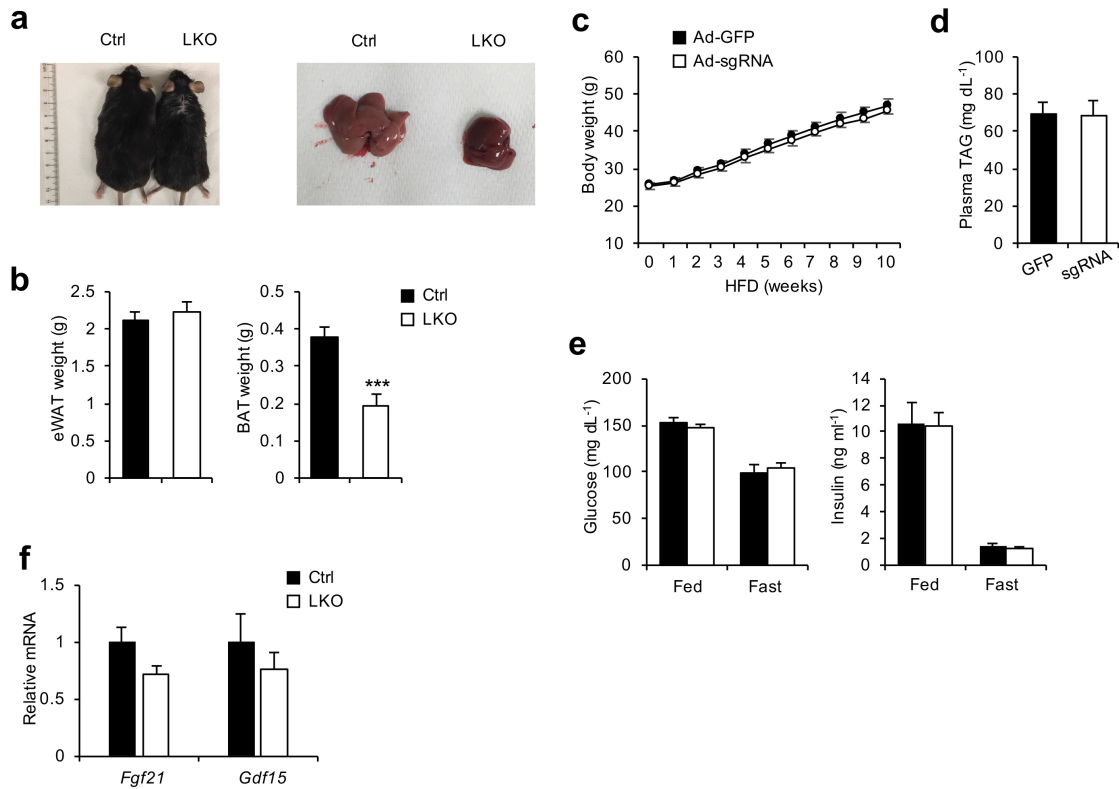 a
Ctrl LKO
Ctrl LKO
b
eWAT weight (g)
2.5
2
1.5
1
0.5
0
BAT weight (g)
0.5
0.4
0.3
0.2
0.1
0
***
Ctrl
LKO
c
Ad-GFP
Ad-sgRNA
Body weight (g)
60
50
40
30
20
10
0 1 2 3 4 5 6 7 8 9 10
HFD (weeks)
d
Plasma TAG (mg dL-1)
100
80
60
40
20
0
GFP sgRNA
e
Glucose (mg dL-1)
200
150
100
50
0
Fed Fast
Insulin (ng ml-1)
14
12
10
8
6
4
2
0
Fed Fast
f
Ctrl
LKO
Relative mRNA
1.5
1
0.5
0
Fgf21 Gdf15